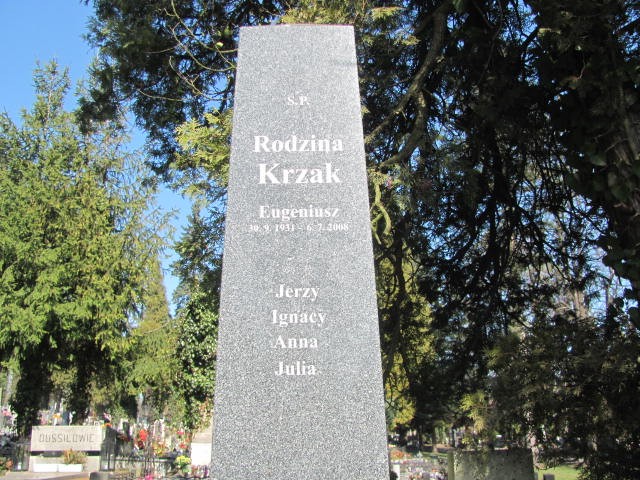 S.P.
Rodzina
Krzak
Eugeniusz
30. 9. 1931 - 6. 7. 2008
Jerzy
Ignacy
Anna
Julia
DUSSILOWIE